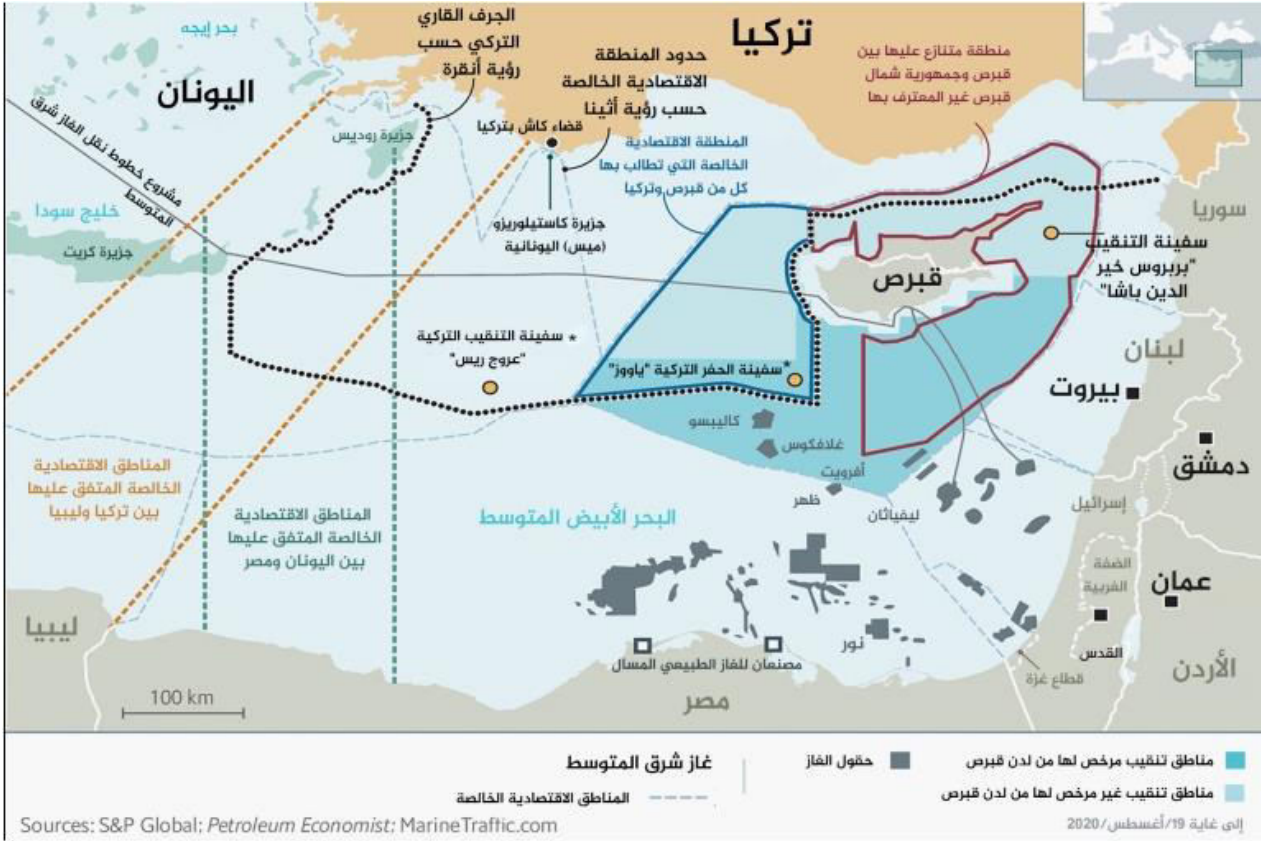 بحر إيجه
اليونان
الجرف القاري
التركي حسب
رؤية أنقرة
حدود المنطقة
الاقتصادية الخالصة
حسب رؤية أثينا
تركيا
منطقة متنازع عليها بين
قبرص وجمهورية شمال
قبرص غير المعترف بها
مشروع خطوط نقل الغاز شرق
المتوسط
جزيرة روديس
قضاء كاش بتركيا
المنطقة الاقتصادية
الخالصة التي تطالب بها
كل من قبرص وتركيا
خليج سودا
جزيرة كريت
جزيرة كاستيلوريزو
(ميس) اليونانية
سوريا
سفينة التنقيب
"بربروس خير
الدين باشا"
قبرص
* سفينة التنقيب التركية
"عروج ريس"
*سفينة الحفر التركية "ياووز"
لبنان
بيروت
دمشق
كاليبسو
غلافكوس
أفرويت
ظهر
ليفياثان
إسرائيل
المناطق الاقتصادية
الخالصة المتفق عليها
بين تركيا وليبيا
المناطق الاقتصادية
الخالصة المتفق عليها
بين اليونان ومصر
البحر الأبيض المتوسط
الضفة
الغربية
عمان
القدس
الأردن
قطاع غزة
نور
مصنعان للغاز الطبيعي المسال
ليبيا
مصر
100 km
غاز شرق المتوسط
المناطق الاقتصادية الخالصة
حقول الغاز
مناطق تنقيب مرخص لها من لدن قبرص
مناطق تنقيب غير مرخص لها من لدن قبرص
إلى غاية 19/أغسطس/2020
Sources: S&P Global; Petroleum Economist; MarineTraffic.com